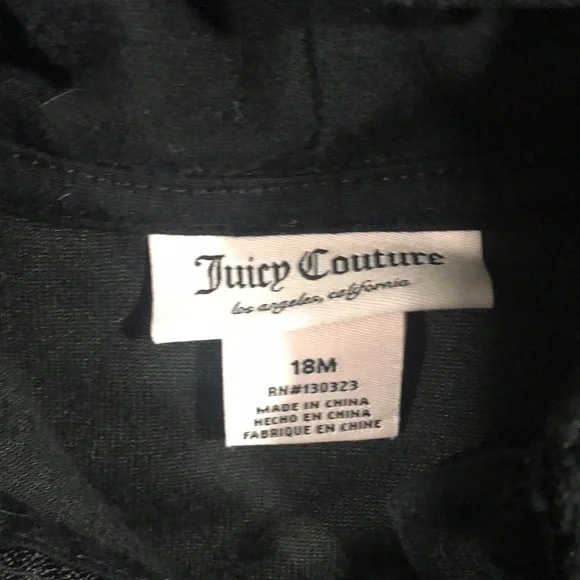 Juicy Couture
los angeles, california
18M
RN#130323
MADE IN CHINA
HECHO EN CHINA
FABRIQUE EN CHINE